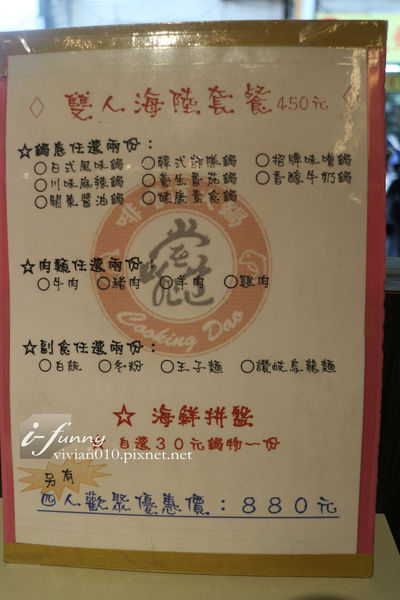 ◇ 雙人海陸套餐 450元 ◇
☆鍋底任選兩份：
○日式風味鍋 ○韓式部隊鍋 ○招牌味噌鍋
○川味麻辣鍋 ○養生番茄鍋 ○香醇牛奶鍋
○關東醬油鍋 ○健康素食鍋
☆肉類任選兩份：
○牛肉 ○豬肉 ○羊肉 ○雞肉
Cooking Dao
☆副食任選兩份：
○白飯 ○冬粉 ○王子麵 ○讚岐烏龍麵
☆ 海鮮拼盤
☆ 自選30元鍋物一份
i-funny
vivian010.pixnet.net
另有
四人歡聚優惠價：880元